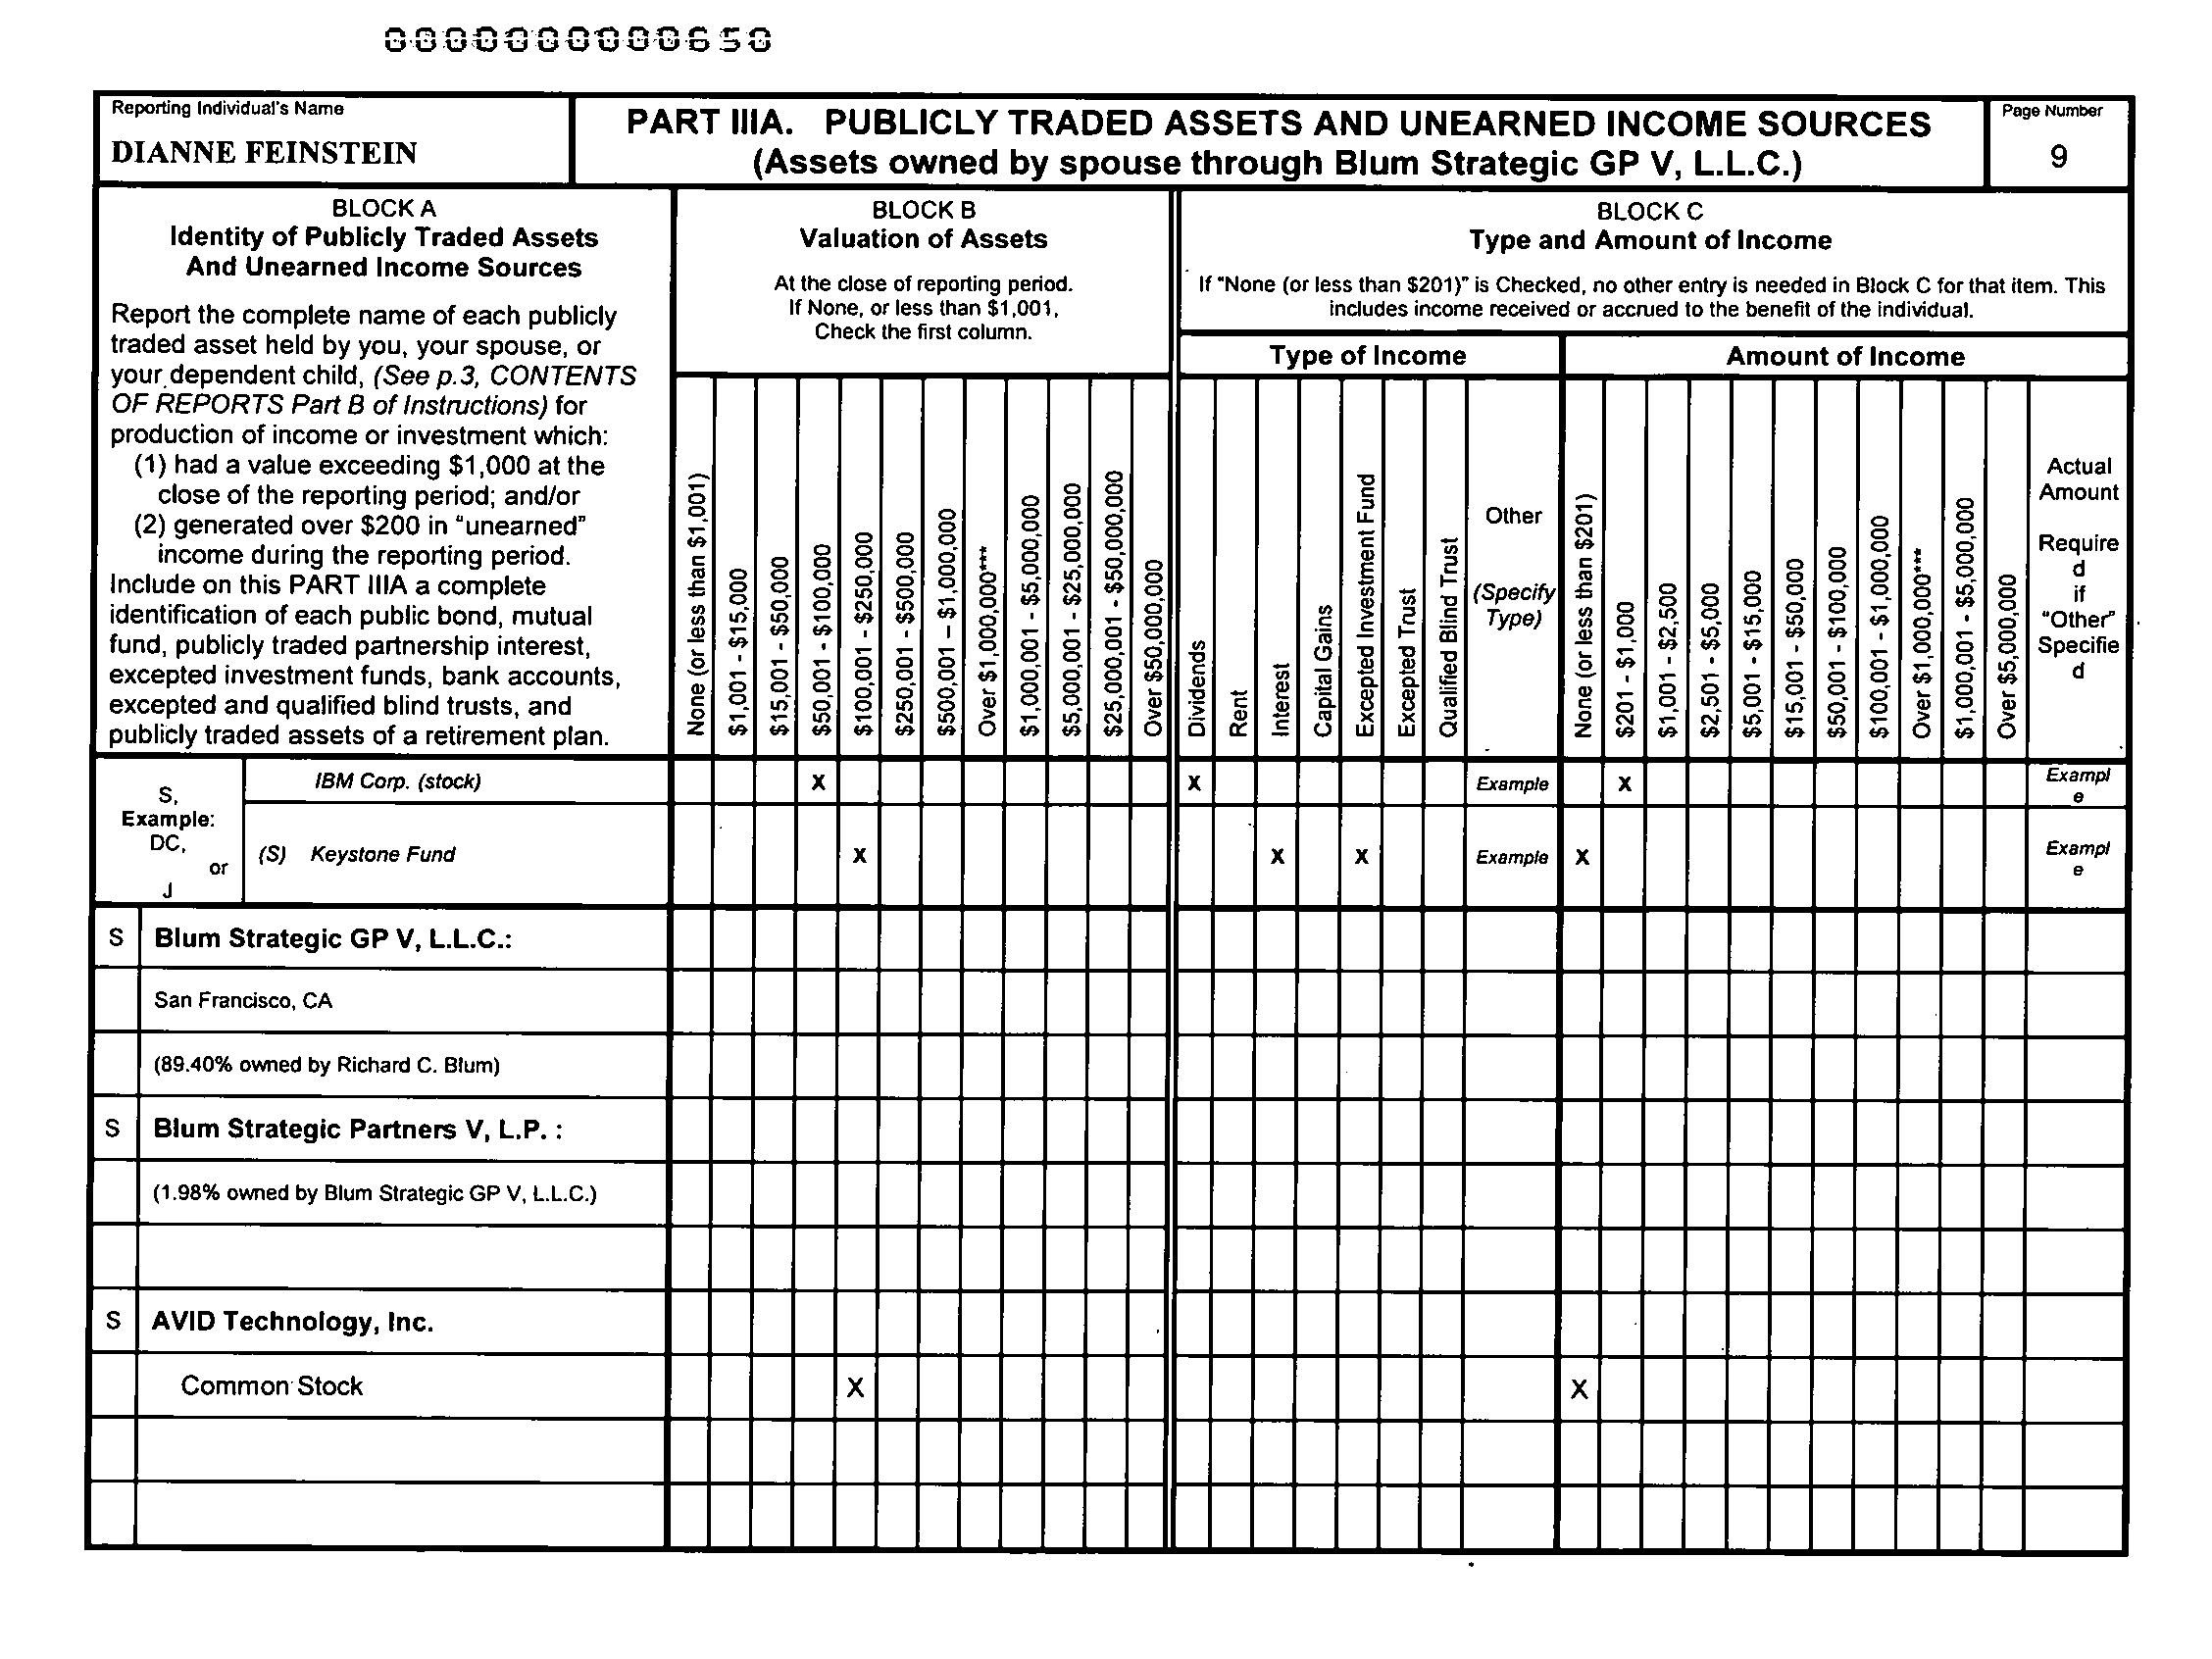 000000000650
Reporting Individual's Name
DIANNE FEINSTEIN
PART IIIA. PUBLICLY TRADED ASSETS AND UNEARNED INCOME SOURCES
(Assets owned by spouse through Blum Strategic GP V, L.L.C.)
Page Number
9
BLOCK A
Identity of Publicly Traded Assets
And Unearned Income Sources
Report the complete name of each publicly
traded asset held by you, your spouse, or
your dependent child, (See p.3, CONTENTS
OF REPORTS Part B of Instructions) for
production of income or investment which:
(1) had a value exceeding $1,000 at the
close of the reporting period; and/or
(2) generated over $200 in "unearned"
income during the reporting period.
Include on this PART IIIA a complete
identification of each public bond, mutual
fund, publicly traded partnership interest,
excepted investment funds, bank accounts,
excepted and qualified blind trusts, and
publicly traded assets of a retirement plan.
BLOCK B
Valuation of Assets
At the close of reporting period.
If None, or less than $1,001,
Check the first column.
None (or less than $1,001)
$1,001 - $15,000
$15,001 - $50,000
$50,001 - $100,000
$100,001 - $250,000
$250,001 - $500,000
$500,001 – $1,000,000
Over $1,000,000***
$1,000,001 - $5,000,000
$5,000,001 - $25,000,000
$25,000,001 - $50,000,000
Over $50,000,000
BLOCK C
Type and Amount of Income
If "None (or less than $201)" is Checked, no other entry is needed in Block C for that item. This
includes income received or accrued to the benefit of the individual.
Type of Income
Dividends
Rent
Interest
Capital Gains
Excepted Investment Fund
Excepted Trust
Qualified Blind Trust
Other
(Specify
Type)
Amount of Income
None (or less than $201)
$201 - $1,000
$1,001 - $2,500
$2,501 - $5,000
$5,001 - $15,000
$15,001 - $50,000
$50,001 - $100,000
$100,001 - $1,000,000
Over $1,000,000***
$1,000,001 - $5,000,000
Over $5,000,000
Actual
Amount
Require
d
if
"Other"
Specifie
d
S,
Example:
DC,
or
J
IBM Corp. (stock) X X Example X Exampl
e
(S) Keystone Fund X X X Example X Exampl
e
S Blum Strategic GP V, L.L.C.:
San Francisco, CA
(89.40% owned by Richard C. Blum)
S Blum Strategic Partners V, L.P. :
(1.98% owned by Blum Strategic GP V, L.L.C.)
S AVID Technology, Inc.
Common Stock X X